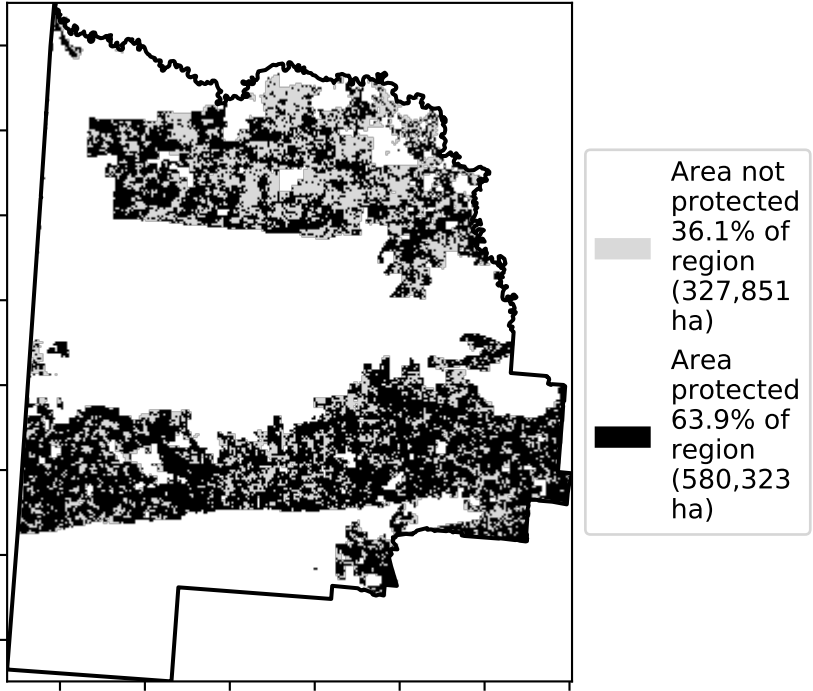 Area not
protected
36.1% of
region
(327,851
ha)
Area
protected
63.9% of
region
(580,323
ha)